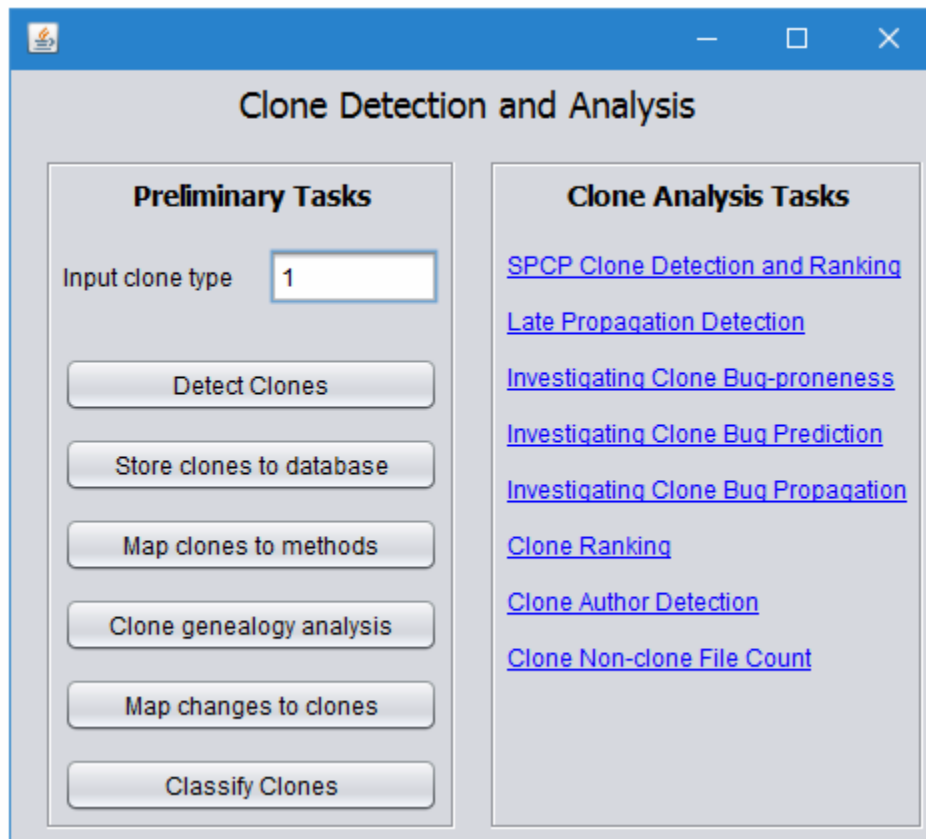 Clone Detection and Analysis
Preliminary Tasks
Input clone type 1
Detect Clones
Store clones to database
Map clones to methods
Clone genealogy analysis
Map changes to clones
Classify Clones
Clone Analysis Tasks
SPCP Clone Detection and Ranking
Late Propagation Detection
Investigating Clone Bug-proneness
Investigating Clone Bug Prediction
Investigating Clone Bug Propagation
Clone Ranking
Clone Author Detection
Clone Non-clone File Count